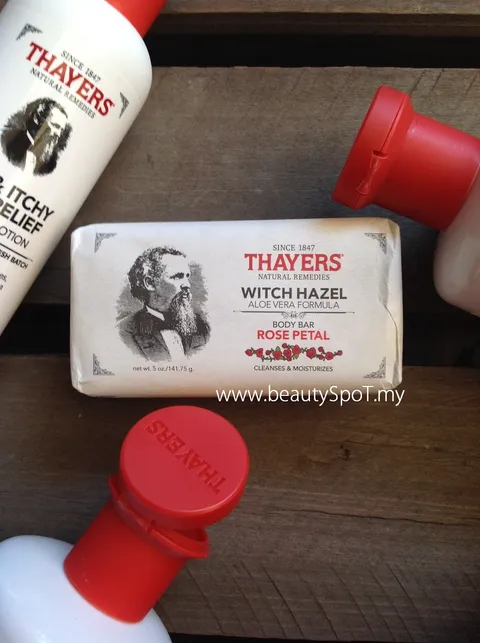 SINCE 1847
THAYERS
NATURAL REMEDIES
& ITCHY
RELIEF
LOTION
FRESH BATCH
SINCE 1847
THAYERS®
NATURAL REMEDIES
WITCH HAZEL
ALOE VERA FORMULA
BODY BAR
ROSE PETAL
CLEANSES & MOISTURIZES
net wt. 5 oz./141.75 g.
www.beautySpoT.my
THAYERS